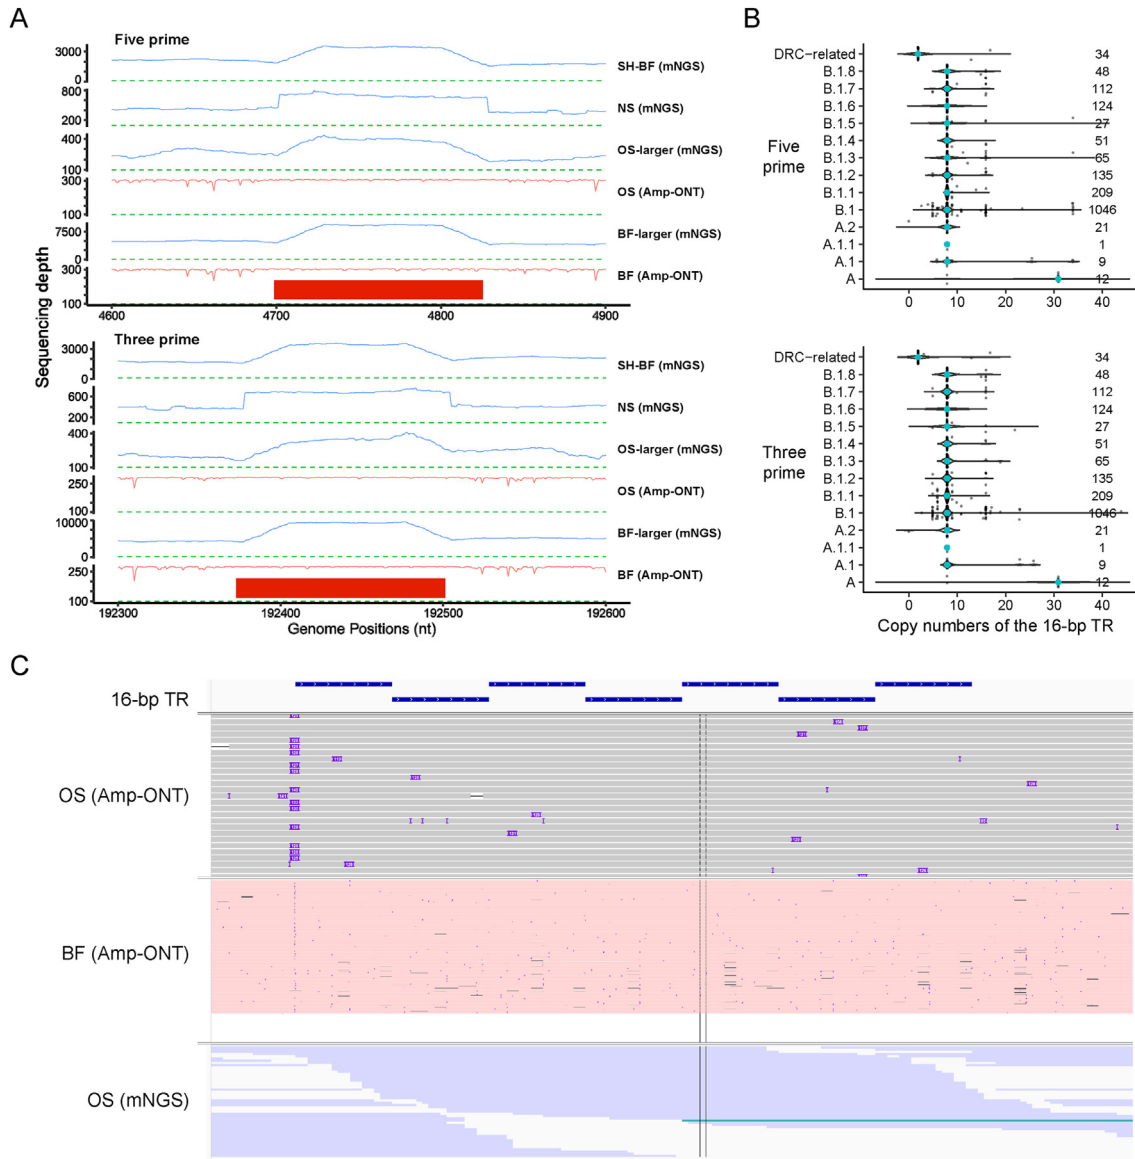 A
Five prime
3000
0
SH-BF (mNGS)
800
200
NS (mNGS)
400
100
OS-larger (mNGS)
300
100
OS (Amp-ONT)
7500
0
BF-larger (mNGS)
300
100
BF (Amp-ONT)
4600
4700
4800
4900
Sequencing depth
Three prime
3000
0
SH-BF (mNGS)
600
200
NS (mNGS)
400
100
OS-larger (mNGS)
250
100
OS (Amp-ONT)
10000
0
BF-larger (mNGS)
250
100
BF (Amp-ONT)
192300
192400
192500
192600
Genome Positions (nt)
B
Five
prime
DRC-related 34
B.1.8 48
B.1.7 112
B.1.6 124
B.1.5 27
B.1.4 51
B.1.3 65
B.1.2 135
B.1.1 209
B.1 1046
A.2 21
A.1.1 1
A.1 9
A 12
0 10 20 30 40
Three
prime
DRC-related 34
B.1.8 48
B.1.7 112
B.1.6 124
B.1.5 27
B.1.4 51
B.1.3 65
B.1.2 135
B.1.1 209
B.1 1046
A.2 21
A.1.1 1
A.1 9
A 12
0 10 20 30 40
Copy numbers of the 16-bp TR
C
16-bp TR
OS (Amp-ONT)
BF (Amp-ONT)
OS (mNGS)